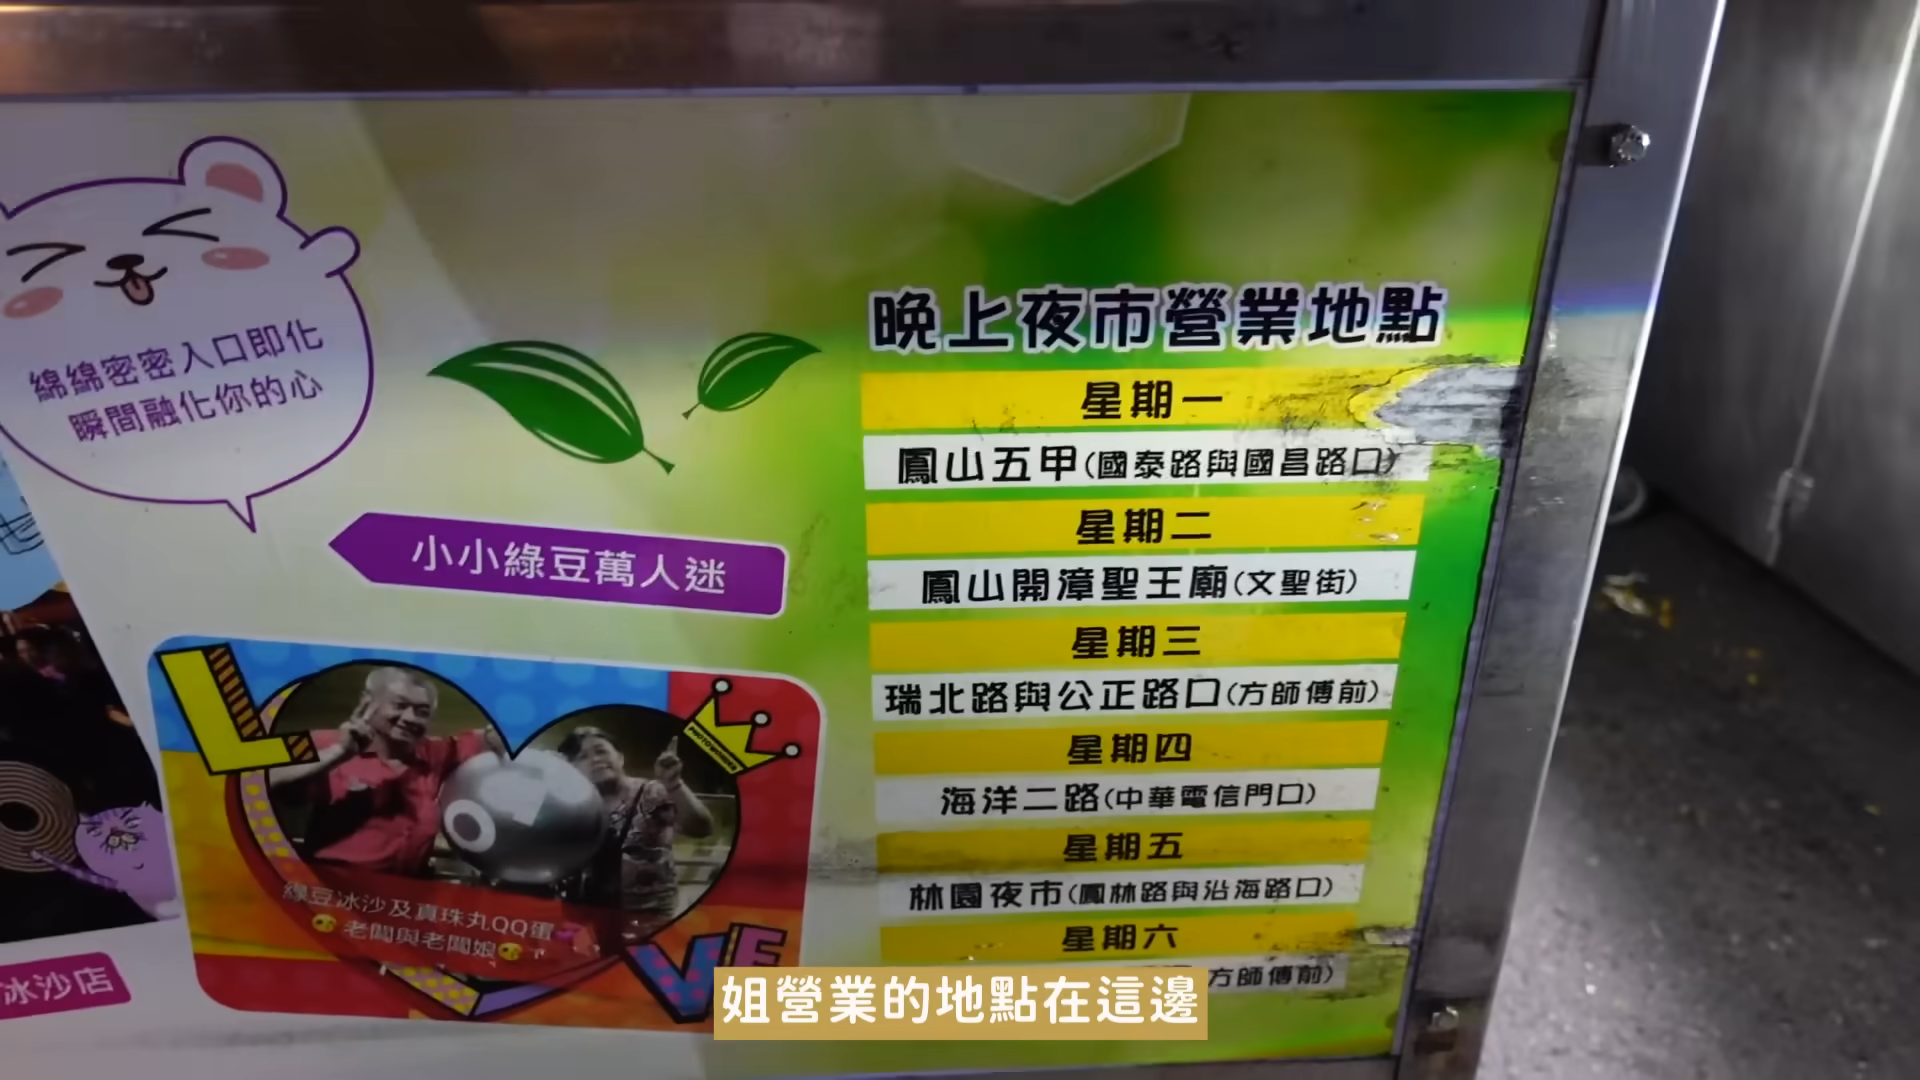 綿綿密密入口即化
瞬間融化你的心
小小綠豆萬人迷
綠豆冰沙及真珠丸QQ蛋
老闆與老闆娘
L
VE
PHOTOWONDER
冰沙店
晚上夜市營業地點
星期一
鳳山五甲(國泰路與國昌路口)
星期二
鳳山開漳聖王廟(文聖街)
星期三
瑞北路與公正路口(方師傅前)
星期四
海洋二路(中華電信門口)
星期五
林園夜市(鳳林路與沿海路口)
星期六
方師傅前)
姐營業的地點在這邊